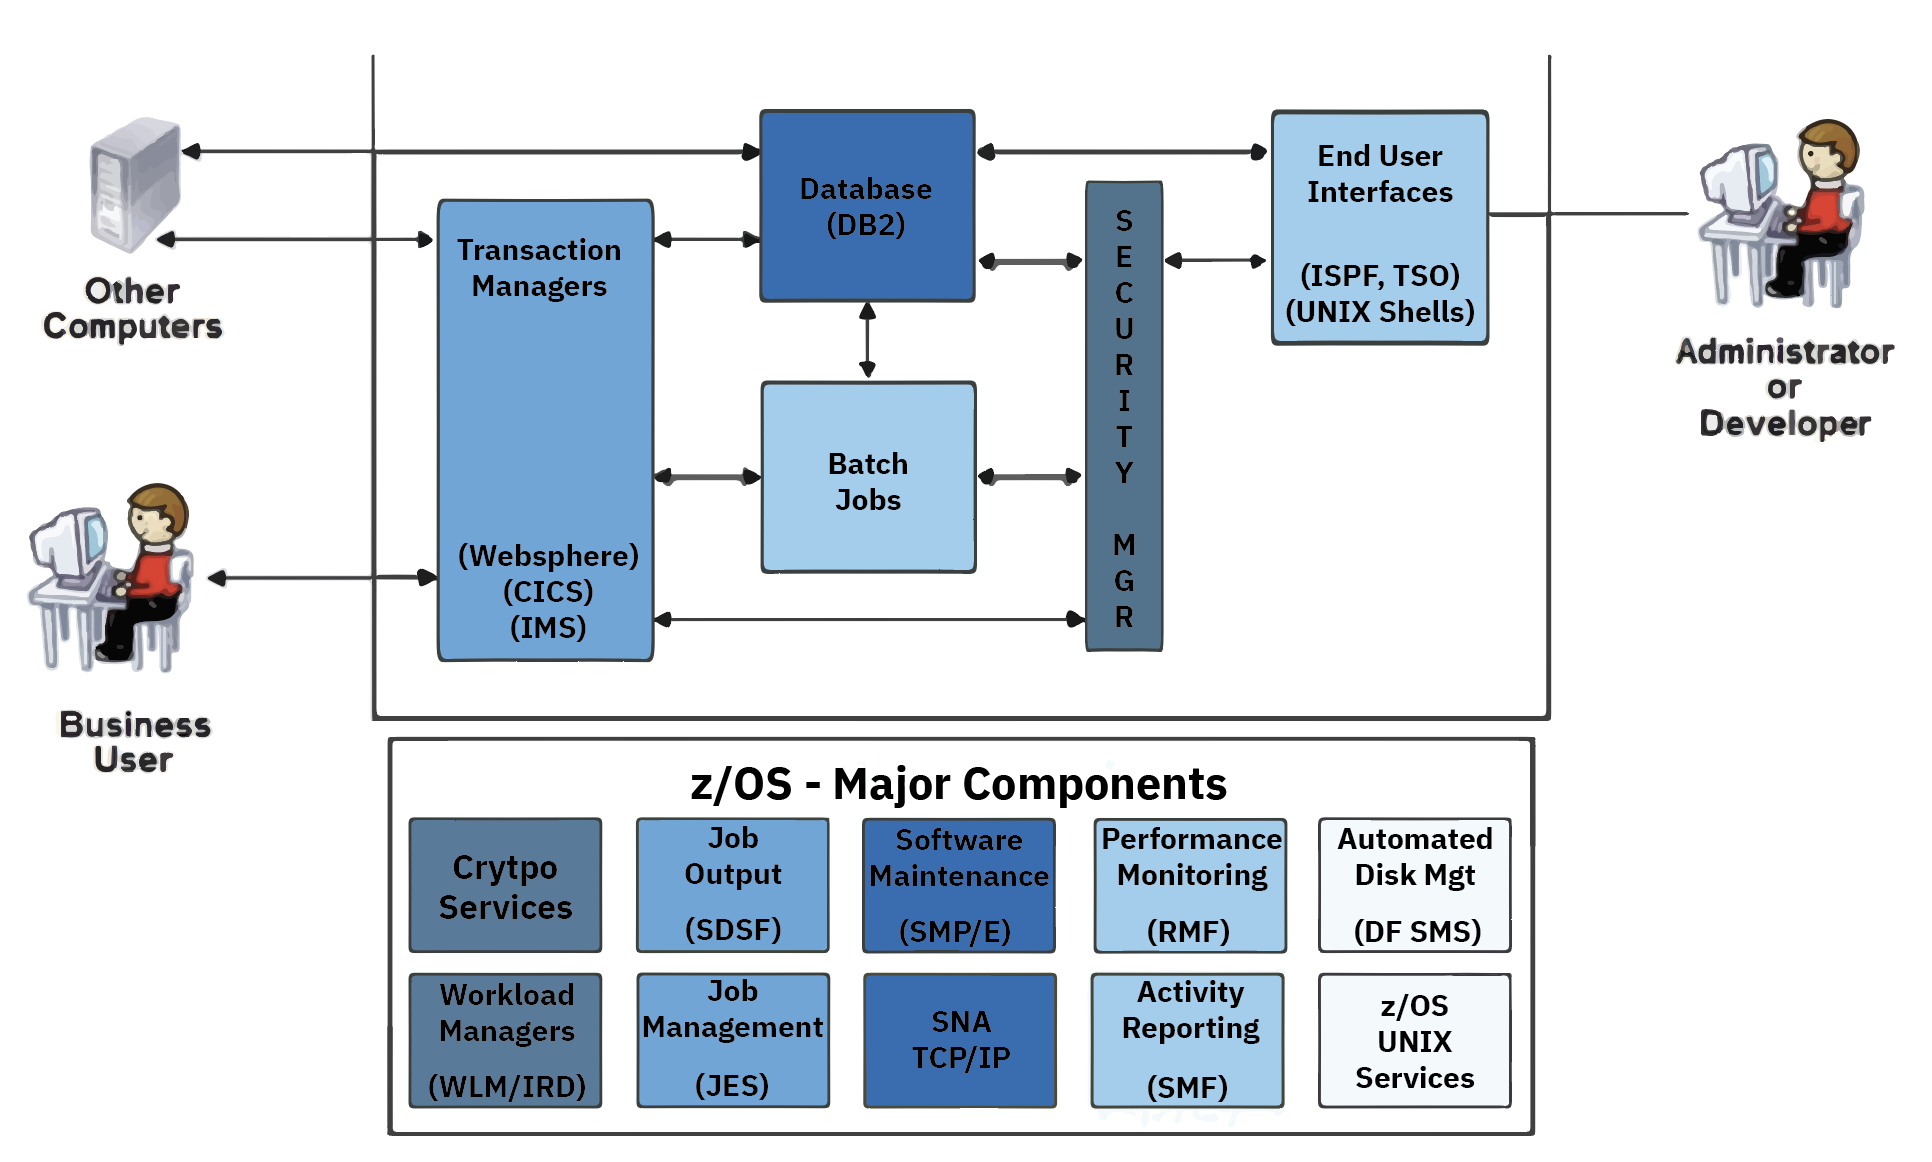 Other
Computers
Business
User
Transaction
Managers
(Websphere)
(CICS)
(IMS)
Database
(DB2)
Batch
Jobs
S
E
C
U
R
I
T
Y
M
G
R
End User
Interfaces
(ISPF, TSO)
(UNIX Shells)
Administrator
or
Developer
z/OS - Major Components
Crytpo
Services
Job
Output
(SDSF)
Software
Maintenance
(SMP/E)
Performance
Monitoring
(RMF)
Automated
Disk Mgt
(DF SMS)
Workload
Managers
(WLM/IRD)
Job
Management
(JES)
SNA
TCP/IP
Activity
Reporting
(SMF)
z/OS
UNIX
Services